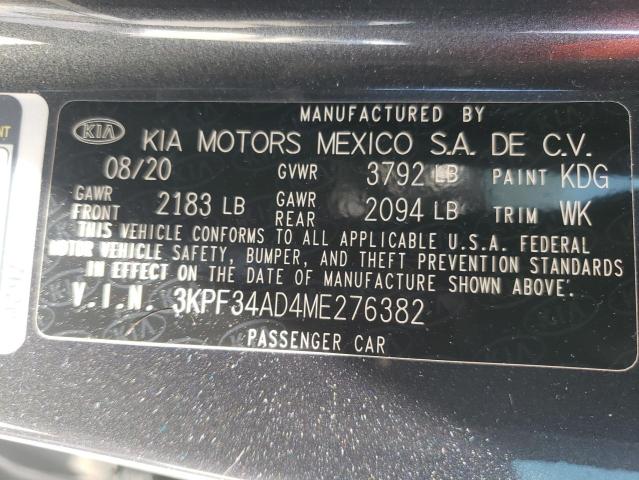 MANUFACTURED BY
KIA KIA MOTORS MEXICO S.A. DE C.V.
08/20 GVWR 3792 LB PAINT KDG
GAWR FRONT 2183 LB GAWR REAR 2094 LB TRIM WK
THIS VEHICLE CONFORMS TO ALL APPLICABLE U.S.A. FEDERAL
MOTOR VEHICLE SAFETY, BUMPER, AND THEFT PREVENTION STANDARDS
IN EFFECT ON THE DATE OF MANUFACTURE SHOWN ABOVE.
V.I.N. 3KPF34AD4ME276382
PASSENGER CAR